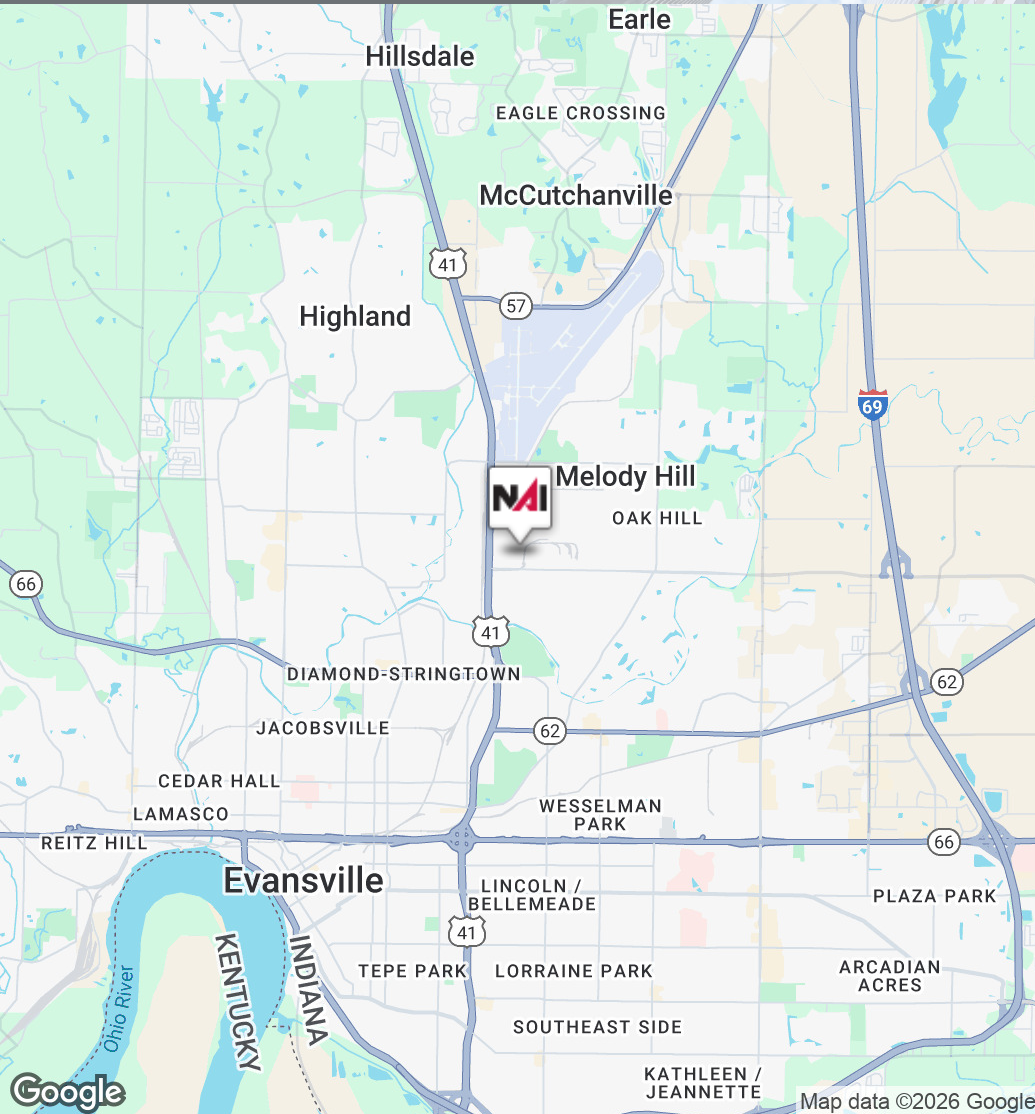 Earle
Hillsdale
EAGLE CROSSING
McCutchanville
41
57
Highland
69
Melody Hill
NAI
OAK HILL
66
41
DIAMOND-STRINGTOWN
62
62
JACOBSVILLE
CEDAR HALL
WESSELMAN
PARK
LAMASCO
REITZ HILL
66
Evansville
LINCOLN /
BELLEMEADE
PLAZA PARK
41
INDIANA
KENTUCKY
TEPE PARK
LORRAINE PARK
ARCADIAN
ACRES
Ohio River
SOUTHEAST SIDE
KATHLEEN /
JEANNETTE
Google
Map data ©2026 Google